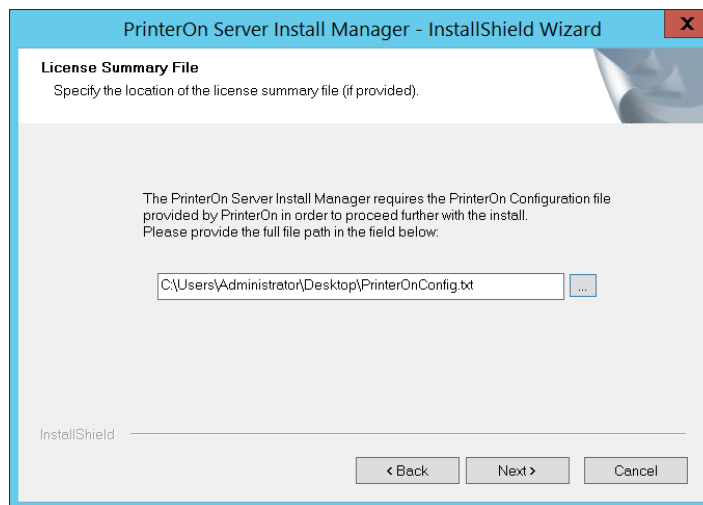 PrinterOn Server Install Manager - InstallShield Wizard
X
License Summary File
Specify the location of the license summary file (if provided).
The PrinterOn Server Install Manager requires the PrinterOn Configuration file
provided by PrinterOn in order to proceed further with the install.
Please provide the full file path in the field below:
C:\Users\Administrator\Desktop\PrinterOnConfig.txt
...
InstallShield
< Back
Next >
Cancel